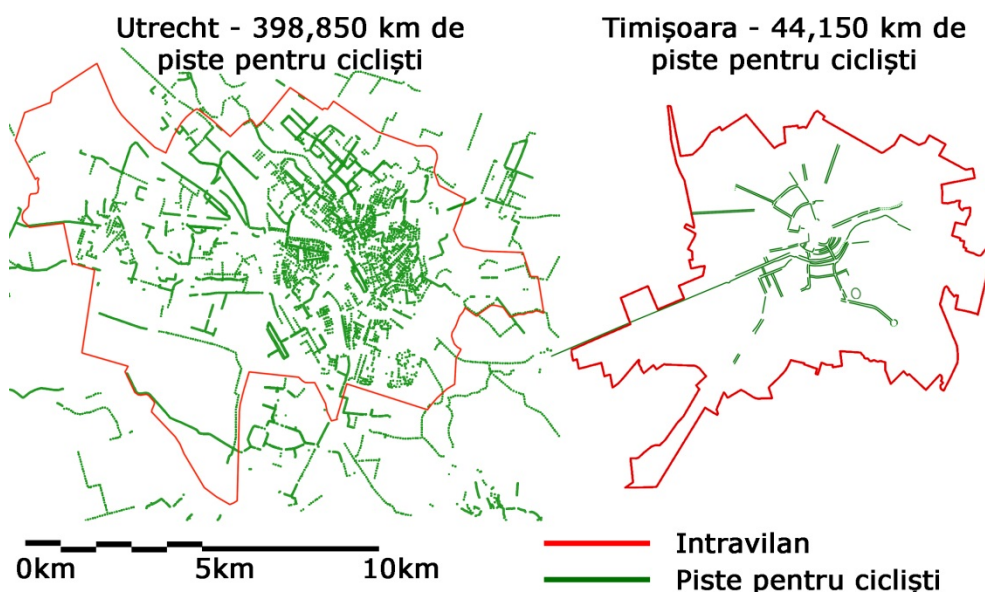 Utrecht - 398,850 km de
piste pentru cicliști
Timișoara - 44,150 km de
piste pentru cicliști
0km 5km 10km
Intravilan
Piste pentru cicliști